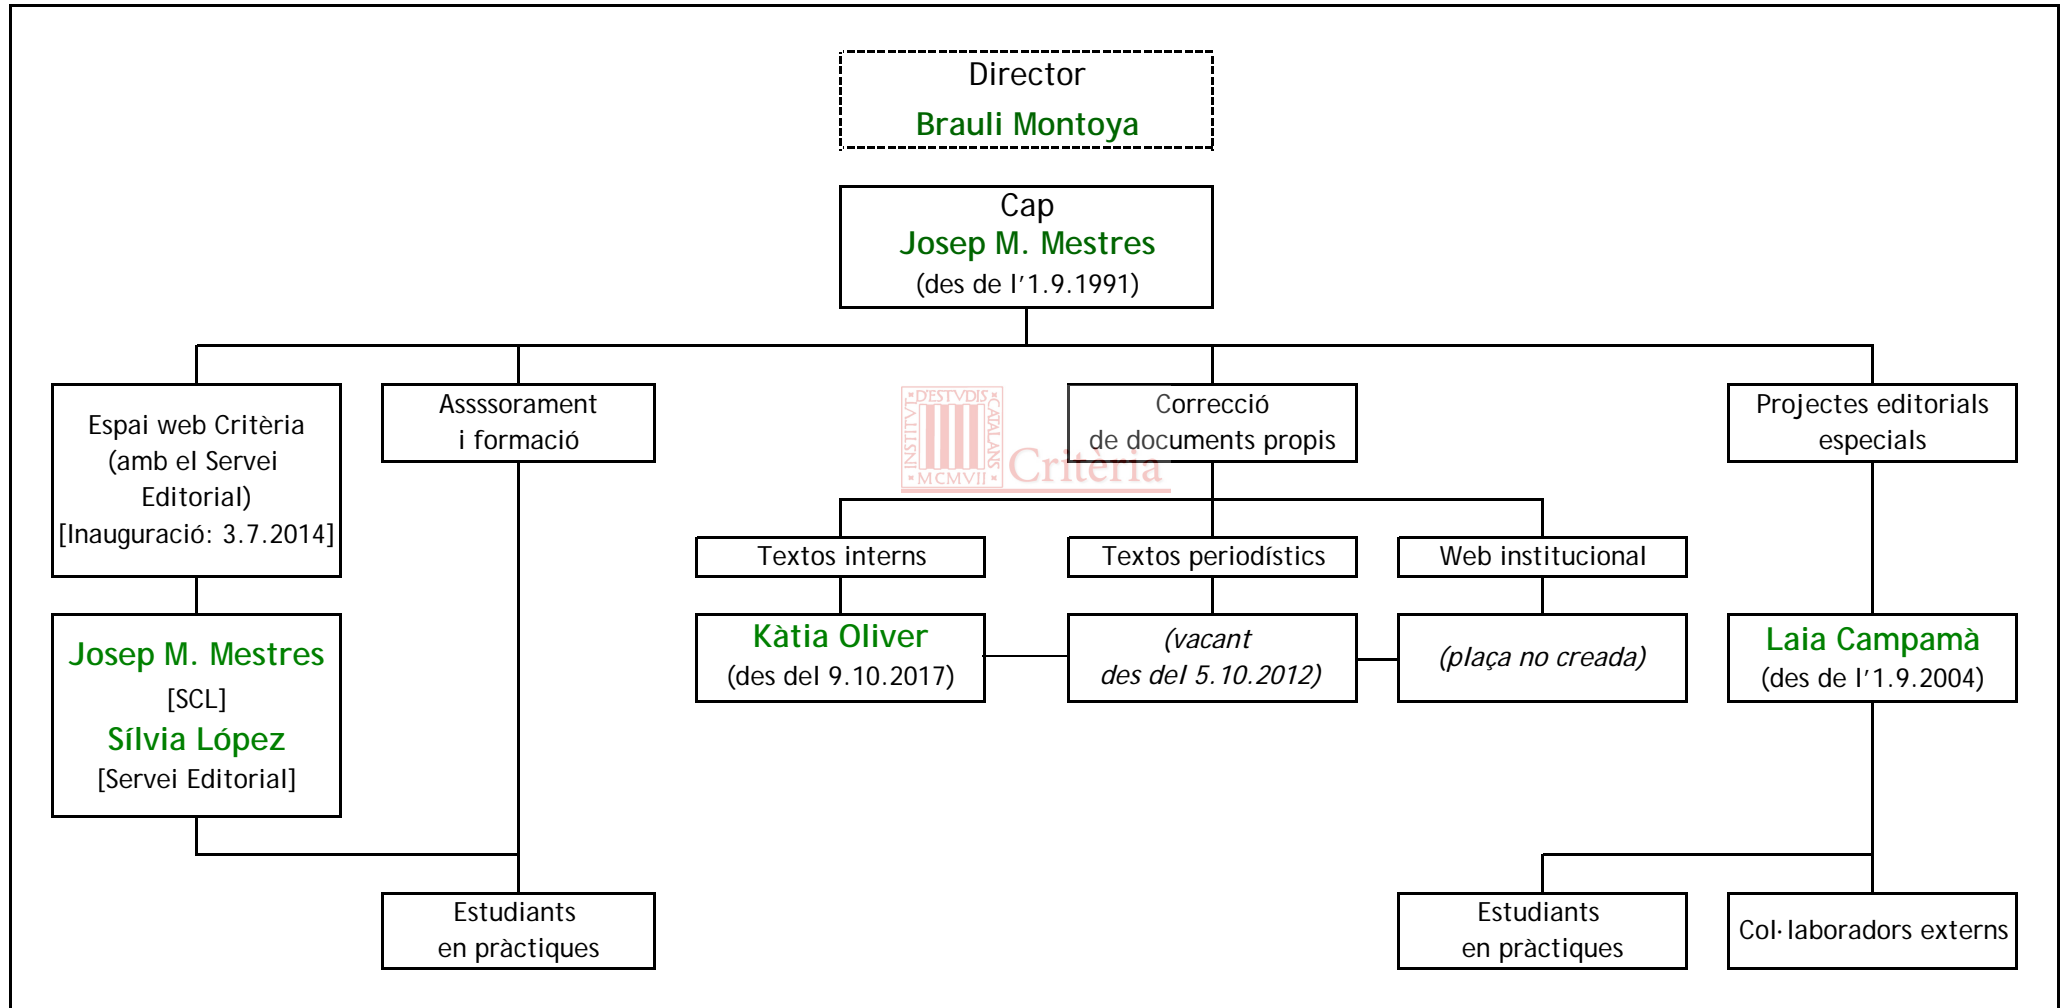 Director
Brauli Montoya
Cap
Josep M. Mestres
(des de l'1.9.1991)
Espai web Critèria
(amb el Servei
Editorial)
[Inauguració: 3.7.2014]
Assssorament
i formació
Correcció
de documents propis
Projectes editorials
especials
INSTITVT
D'ESTVDIS
CATALANS
MCMVII
Critèria
Textos interns
Textos periodístics
Web institucional
Josep M. Mestres
[SCL]
Sílvia López
[Servei Editorial]
Kàtia Oliver
(des del 9.10.2017)
(vacant
des del 5.10.2012)
(plaça no creada)
Laia Campamà
(des de l'1.9.2004)
Estudiants
en pràctiques
Estudiants
en pràctiques
Col·laboradors externs